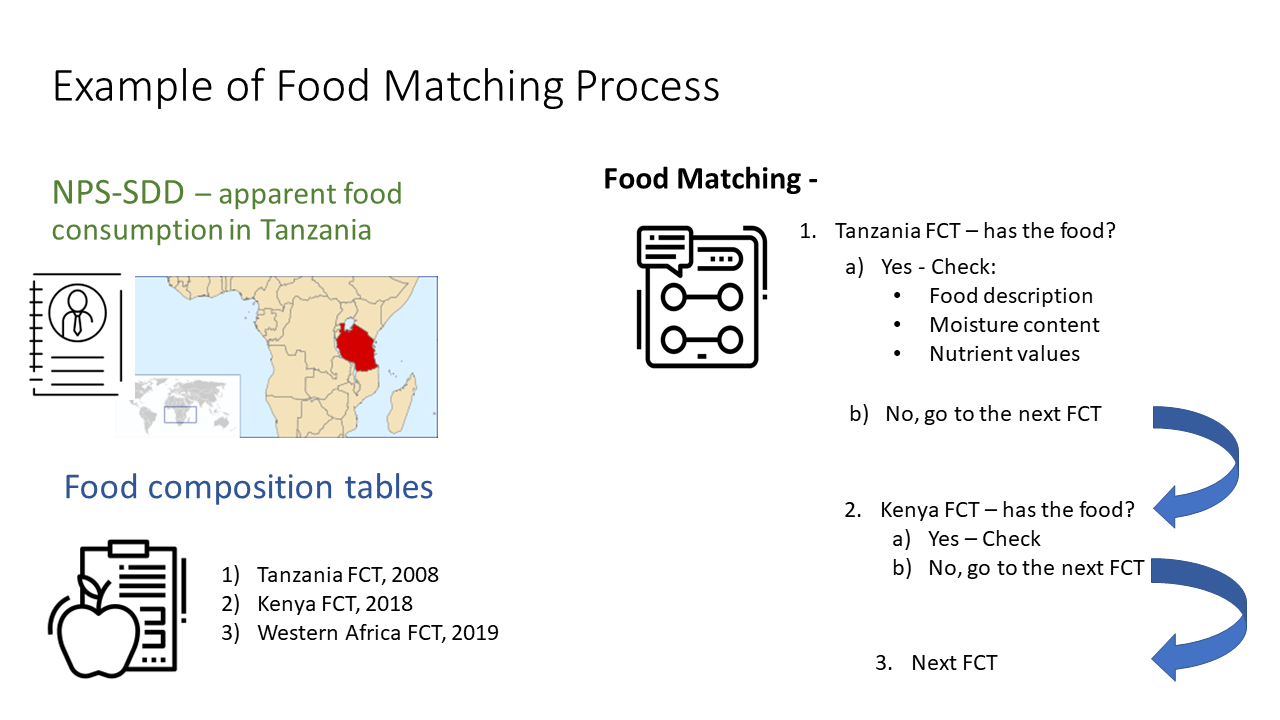 Example of Food Matching Process
NPS-SDD – apparent food
consumption in Tanzania
Food composition tables
1) Tanzania FCT, 2008
2) Kenya FCT, 2018
3) Western Africa FCT, 2019
Food Matching -
1. Tanzania FCT – has the food?
a) Yes - Check:
• Food description
• Moisture content
• Nutrient values
b) No, go to the next FCT
2. Kenya FCT – has the food?
a) Yes – Check
b) No, go to the next FCT
3. Next FCT